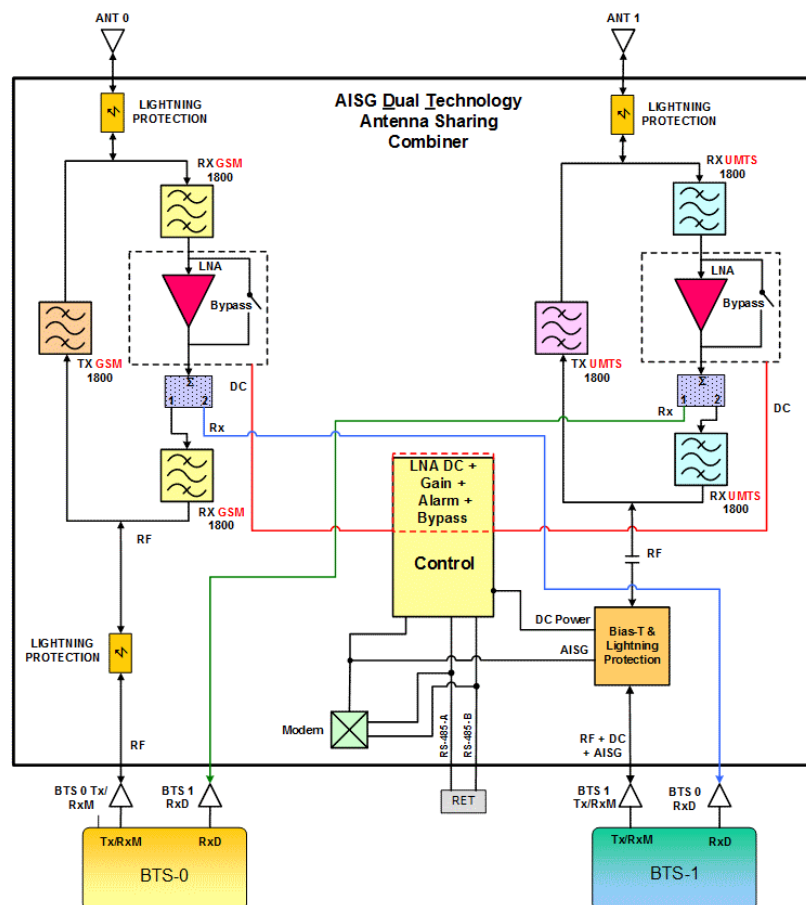 ANT 0
ANT 1
AISG Dual Technology
Antenna Sharing
Combiner
LIGHTNING
PROTECTION
LIGHTNING
PROTECTION
RX GSM
1800
RX UMTS
1800
LNA
Bypass
LNA
Bypass
TX GSM
1800
TX UMTS
1800
DC
DC
Σ
1 2
Σ
1 2
Rx
Rx
RX GSM
1800
RX UMTS
1800
LNA DC +
Gain +
Alarm +
Bypass
Control
RF
RF
LIGHTNING
PROTECTION
DC Power
AISG
Bias-T &
Lightning
Protection
Modem
RS-485-A
RS-485-B
RF
RF + DC
+ AISG
BTS 0 Tx/
RxM
BTS 1
RxD
RET
BTS 1
Tx/RxM
BTS 0
RxD
Tx/RxM
RxD
Tx/RxM
RxD
BTS-0
BTS-1